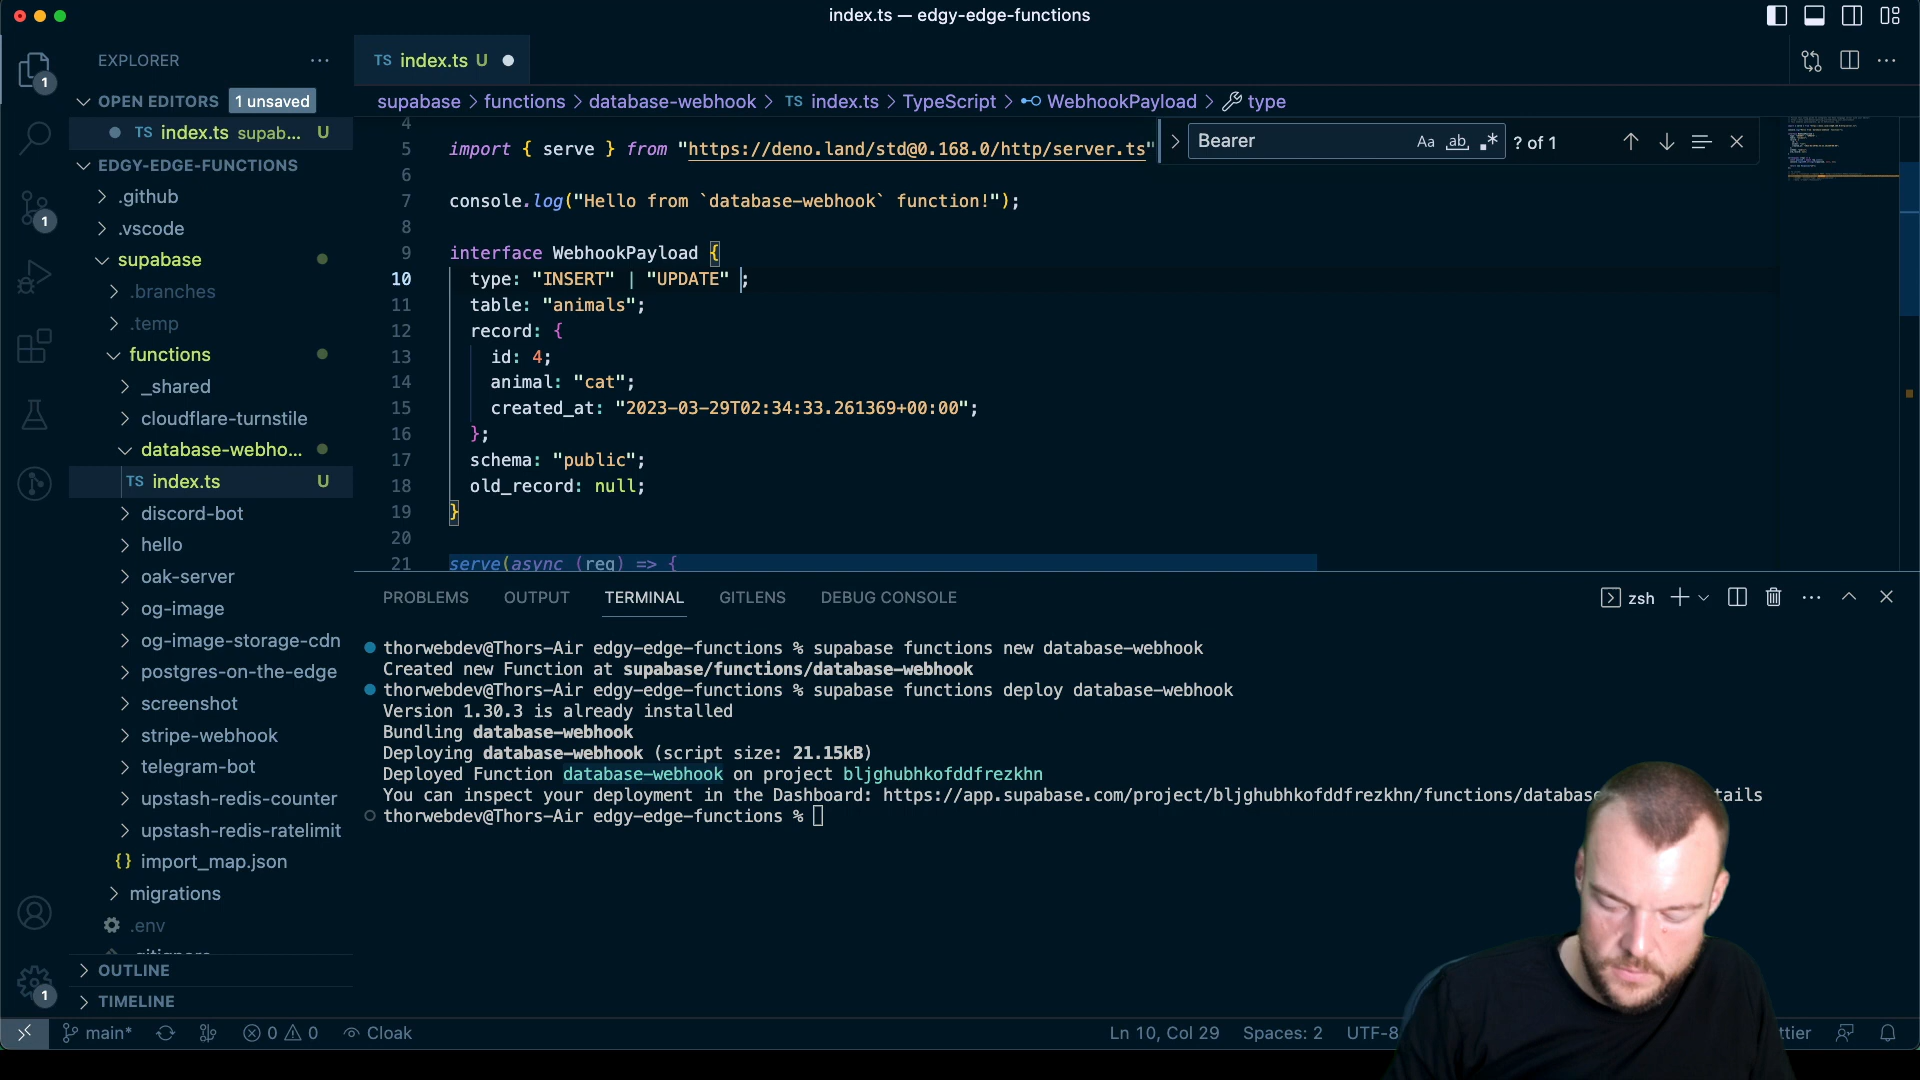 index.ts — edgy-edge-functions
EXPLORER
OPEN EDITORS 1 unsaved
TS index.ts supab... U
EDGY-EDGE-FUNCTIONS
.github
.vscode
supabase
.branches
.temp
functions
_shared
cloudflare-turnstile
database-webho...
TS index.ts U
discord-bot
hello
oak-server
og-image
og-image-storage-cdn
postgres-on-the-edge
screenshot
stripe-webhook
telegram-bot
upstash-redis-counter
upstash-redis-ratelimit
{} import_map.json
migrations
.env
OUTLINE
TIMELINE
1
1
1
TS index.ts U
supabase > functions > database-webhook > TS index.ts > TypeScript > WebhookPayload > type
Bearer Aa ab .* ? of 1
4
5 import { serve } from "https://deno.land/std@0.168.0/http/server.ts"
6
7 console.log("Hello from `database-webhook` function!");
8
9 interface WebhookPayload {
10 type: "INSERT" | "UPDATE" ;
11 table: "animals";
12 record: {
13 id: 4;
14 animal: "cat";
15 created_at: "2023-03-29T02:34:33.261369+00:00";
16 };
17 schema: "public";
18 old_record: null;
19 }
20
21 serve(async (req) => {
PROBLEMS OUTPUT TERMINAL GITLENS DEBUG CONSOLE
zsh
thorwebdev@Thors-Air edgy-edge-functions % supabase functions new database-webhook
Created new Function at supabase/functions/database-webhook
thorwebdev@Thors-Air edgy-edge-functions % supabase functions deploy database-webhook
Version 1.30.3 is already installed
Bundling database-webhook
Deploying database-webhook (script size: 21.15kB)
Deployed Function database-webhook on project bljghubhkofddfrezkhn
You can inspect your deployment in the Dashboard: https://app.supabase.com/project/bljghubhkofddfrezkhn/functions/databas tails
thorwebdev@Thors-Air edgy-edge-functions %
main* 0 0 Cloak
Ln 10, Col 29 Spaces: 2 UTF-8 ttier